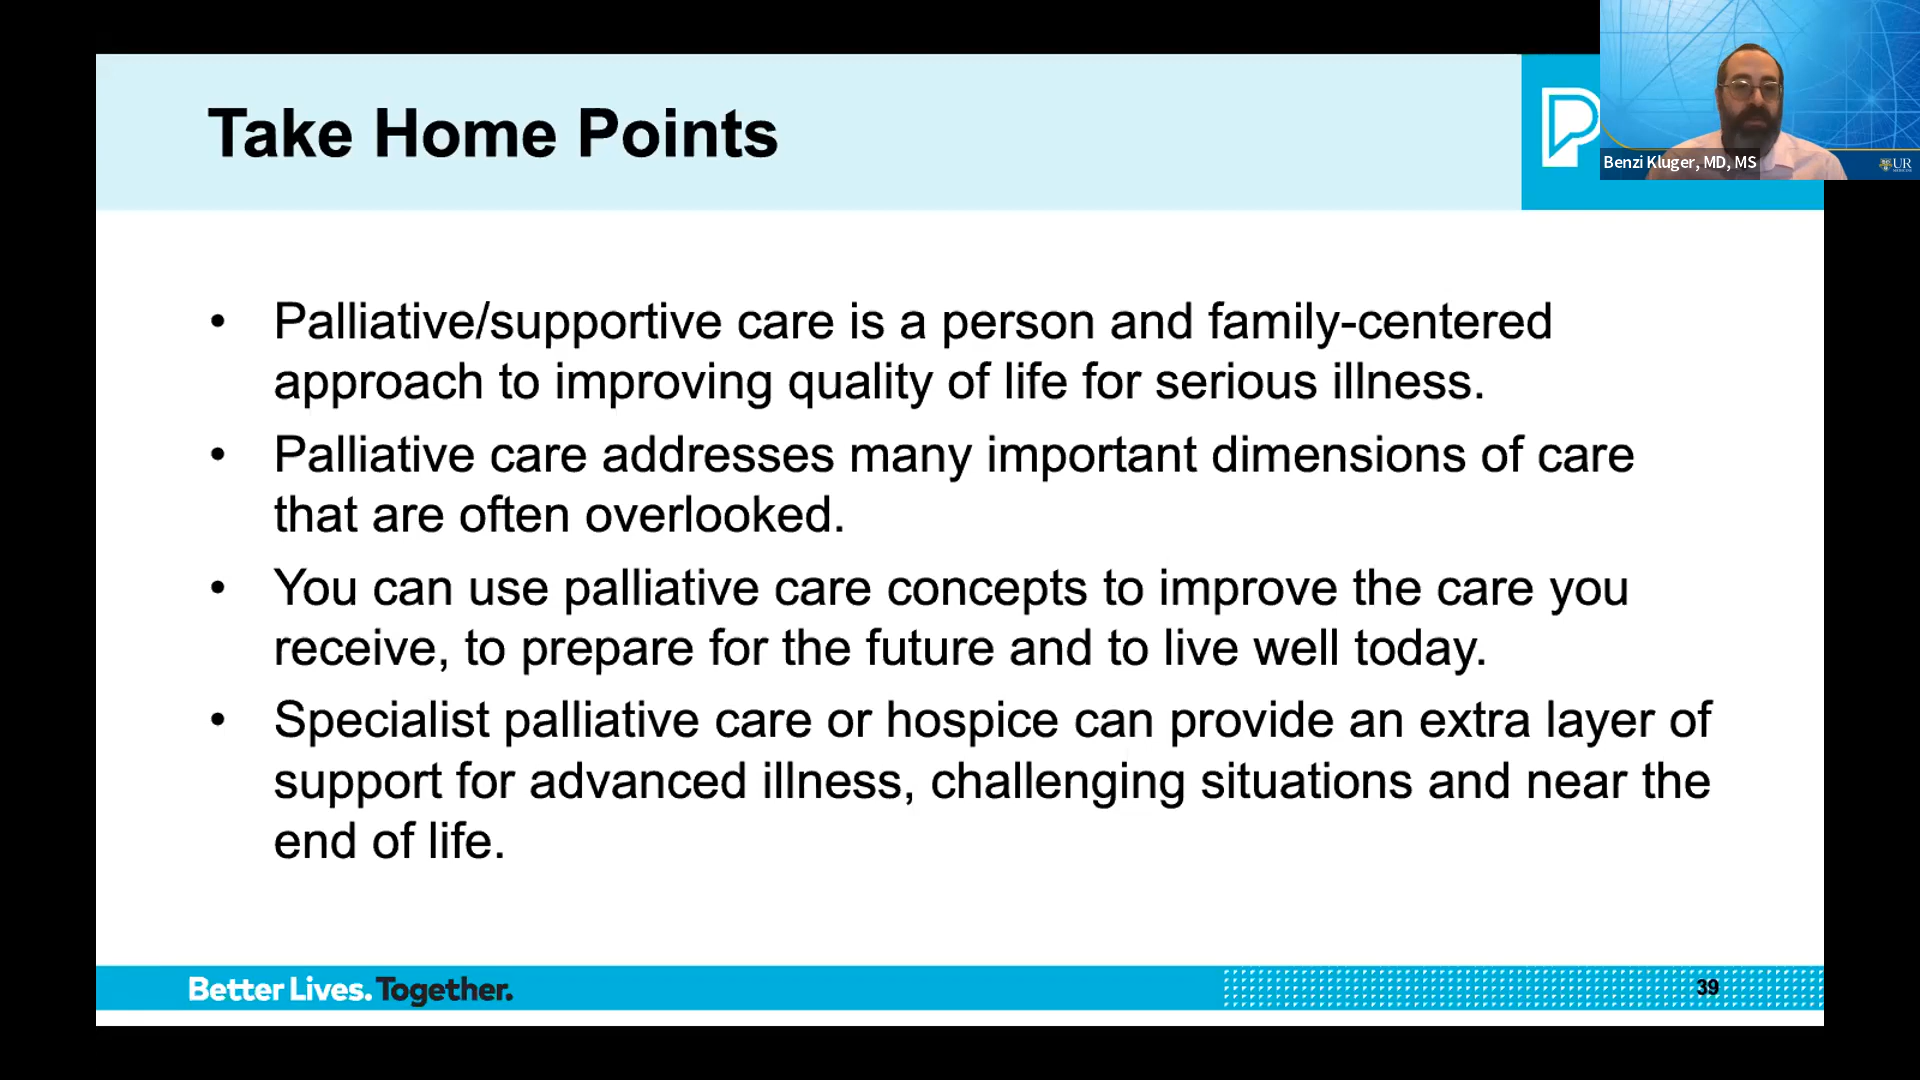 Take Home Points
P
Benzi Kluger, MD, MS
UR
• Palliative/supportive care is a person and family-centered
approach to improving quality of life for serious illness.
• Palliative care addresses many important dimensions of care
that are often overlooked.
• You can use palliative care concepts to improve the care you
receive, to prepare for the future and to live well today.
• Specialist palliative care or hospice can provide an extra layer of
support for advanced illness, challenging situations and near the
end of life.
Better Lives. Together.
39